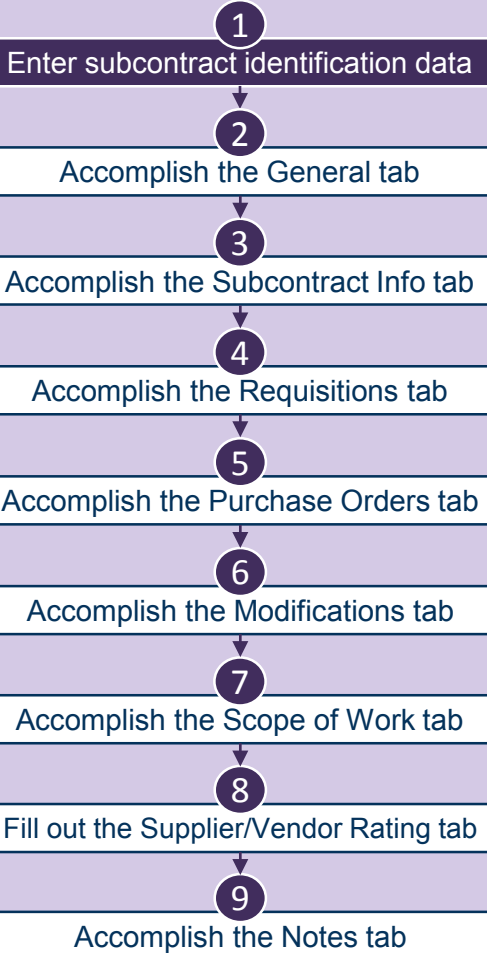 1
Enter subcontract identification data
2
Accomplish the General tab
3
Accomplish the Subcontract Info tab
4
Accomplish the Requisitions tab
5
Accomplish the Purchase Orders tab
6
Accomplish the Modifications tab
7
Accomplish the Scope of Work tab
8
Fill out the Supplier/Vendor Rating tab
9
Accomplish the Notes tab